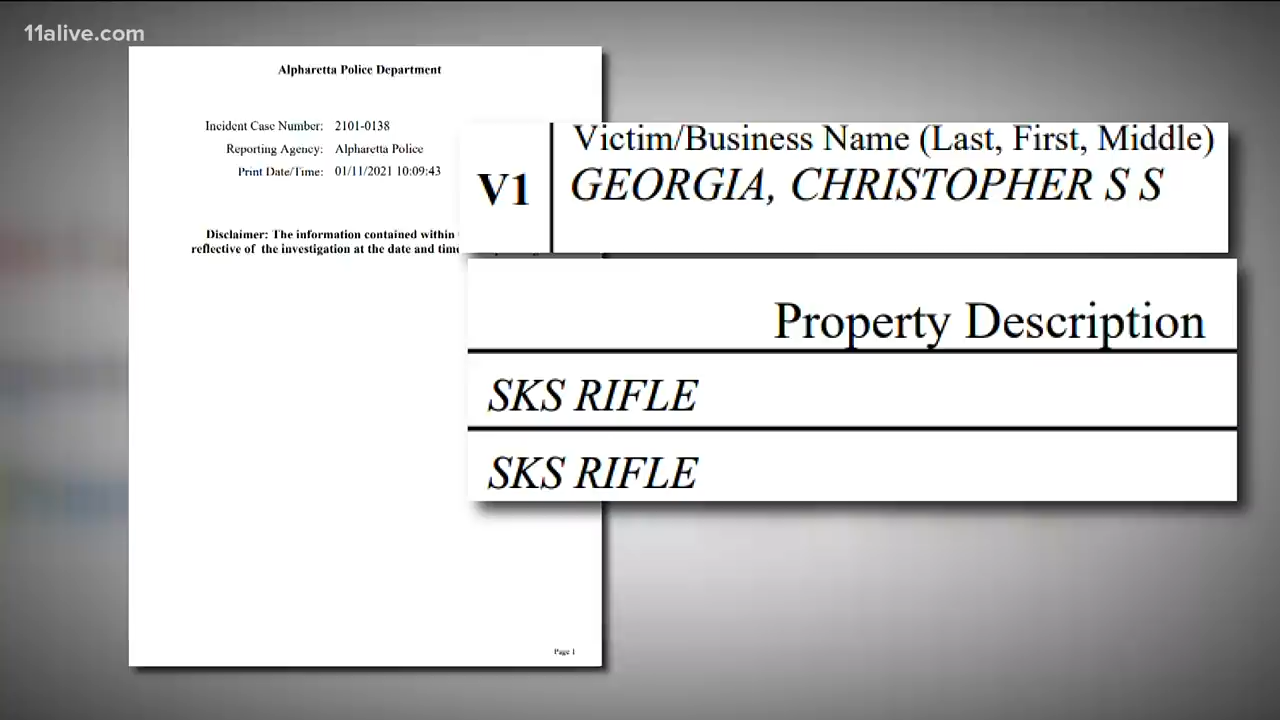 11alive.com
Alpharetta Police Department
Incident Case Number: 2101-0138
Reporting Agency: Alpharetta Police
Print Date/Time: 01/11/2021 10:09:43
Disclaimer: The information contained within
reflective of the investigation at the date and time
Page 1
Victim/Business Name (Last, First, Middle)
V1 GEORGIA, CHRISTOPHER S S
Property Description
SKS RIFLE
SKS RIFLE